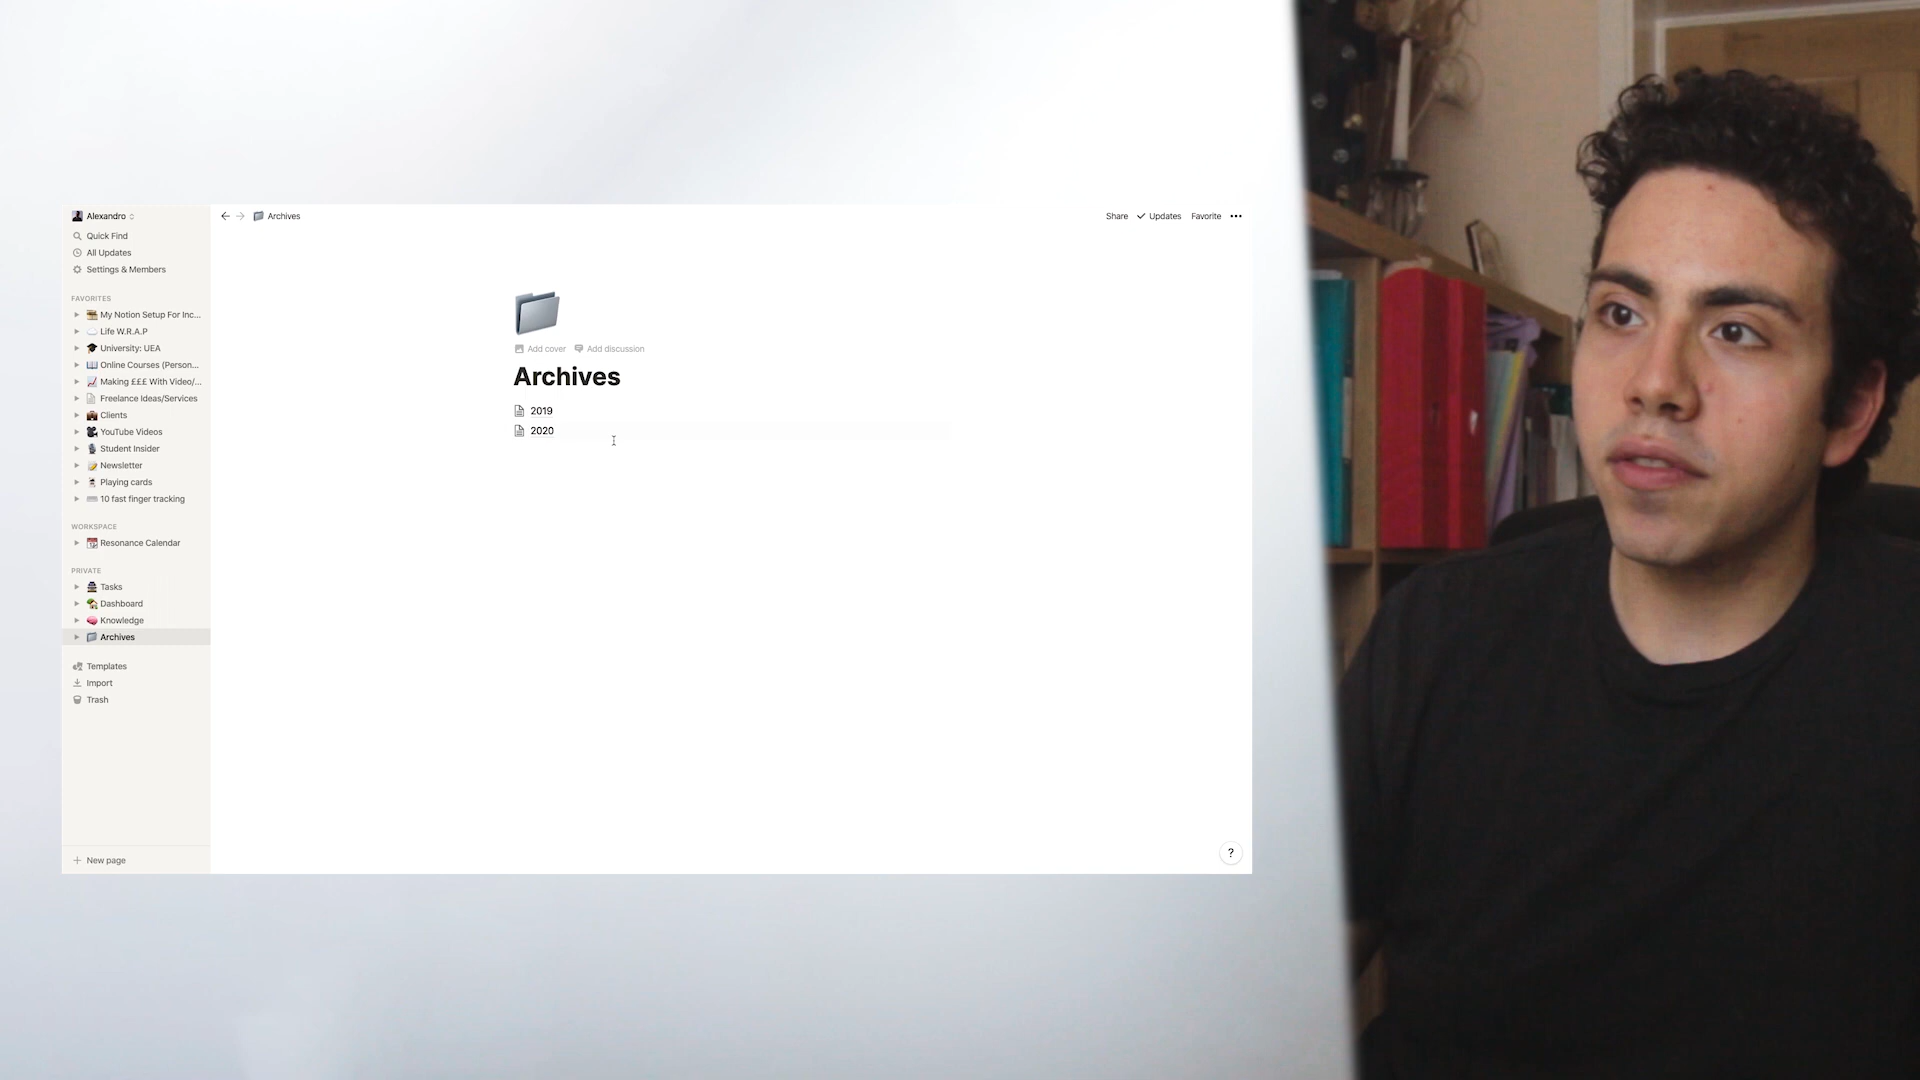 Alexandro
Quick Find
All Updates
Settings & Members
FAVORITES
My Notion Setup For Inc...
Life W.R.A.P
University: UEA
Online Courses (Person...
Making £££ With Video/...
Freelance Ideas/Services
Clients
YouTube Videos
Student Insider
Newsletter
Playing cards
10 fast finger tracking
WORKSPACE
Resonance Calendar
PRIVATE
Tasks
Dashboard
Knowledge
Archives
Templates
Import
Trash
+ New page
Archives
Share Updates Favorite •••
Add cover Add discussion
Archives
2019
2020
?